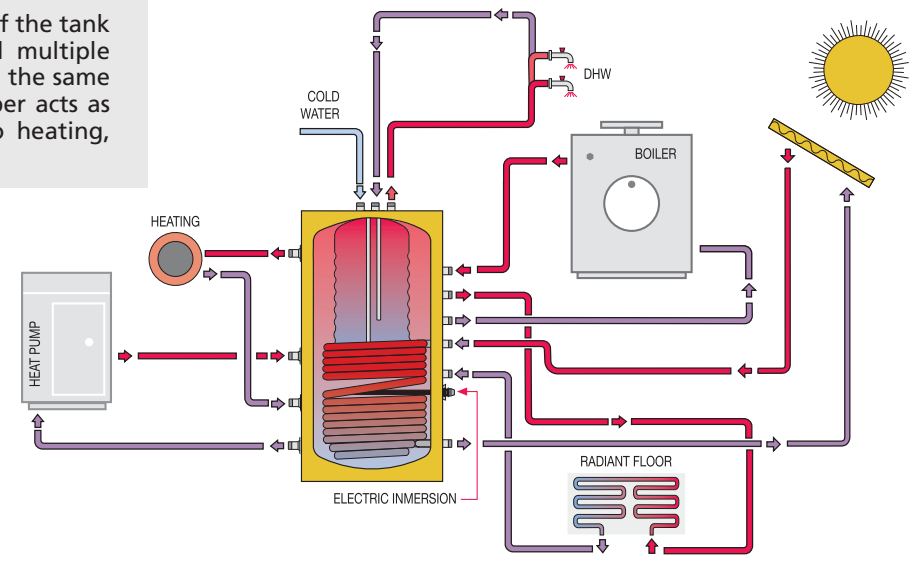 f the tank
multiple
the same
er acts as
heating,
DHW
COLD
WATER
BOILER
HEATING
HEAT PUMP
RADIANT FLOOR
ELECTRIC INMERSION